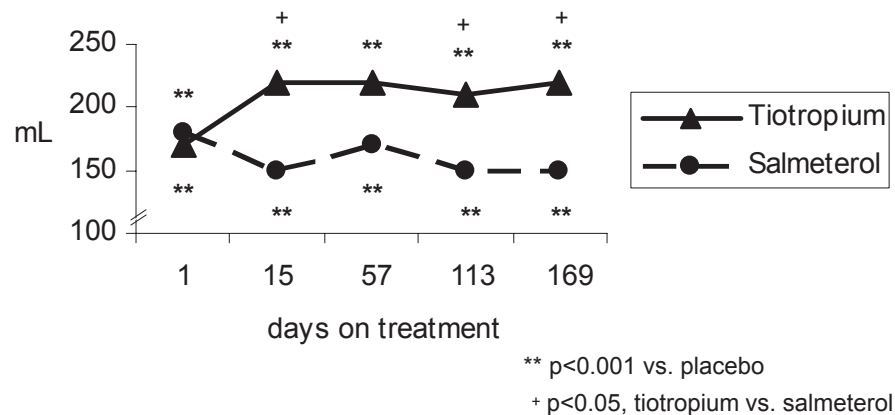 250
200
150
100
mL
+ + +
** ** ** **
**
** ** ** ** **
1 15 57 113 169
days on treatment
Tiotropium
Salmeterol
** p<0.001 vs. placebo
+ p<0.05, tiotropium vs. salmeterol